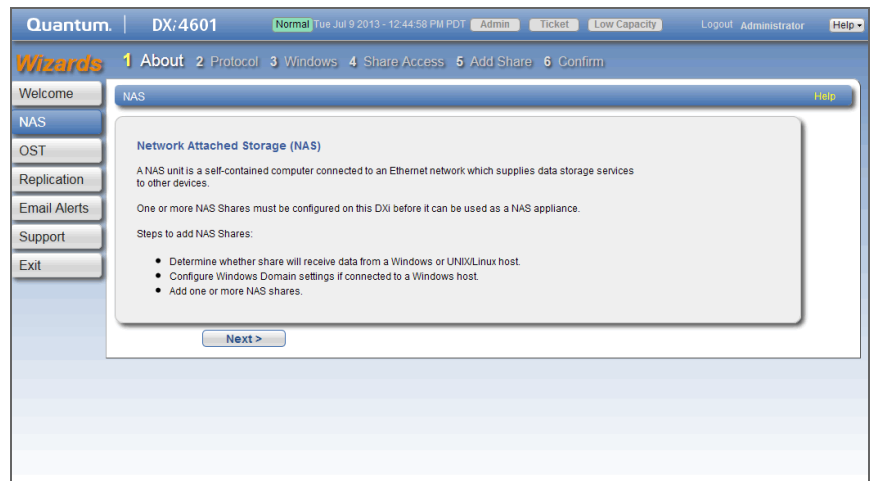 Quantum. DXi4601 Normal Tue Jul 9 2013 - 12:44:58 PM PDT Admin Ticket Low Capacity Logout Administrator Help
Wizards 1 About 2 Protocol 3 Windows 4 Share Access 5 Add Share 6 Confirm
Welcome
NAS
OST
Replication
Email Alerts
Support
Exit
NAS Help
Network Attached Storage (NAS)
A NAS unit is a self-contained computer connected to an Ethernet network which supplies data storage services
to other devices.
One or more NAS Shares must be configured on this DXi before it can be used as a NAS appliance.
Steps to add NAS Shares:
• Determine whether share will receive data from a Windows or UNIX/Linux host.
• Configure Windows Domain settings if connected to a Windows host.
• Add one or more NAS shares.
Next >